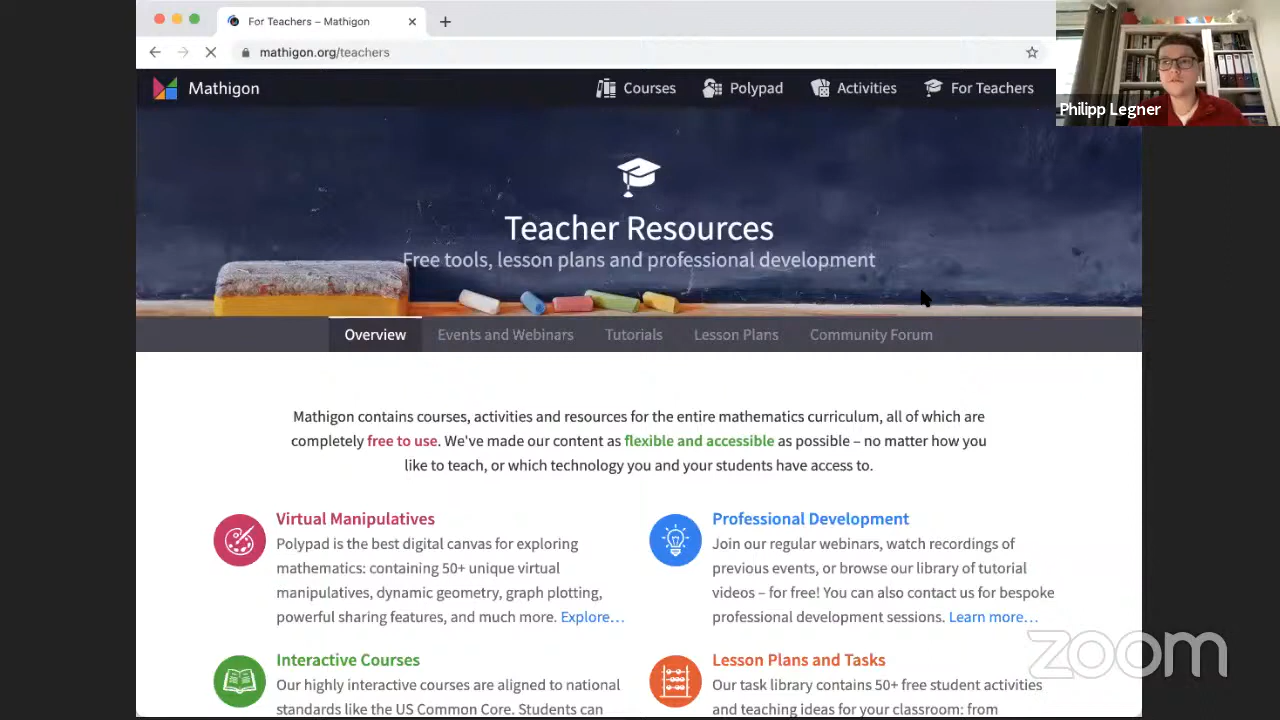 For Teachers – Mathigon
mathigon.org/teachers
Mathigon
Courses
Polypad
Activities
For Teachers
Philipp Legner
Teacher Resources
Free tools, lesson plans and professional development
Overview
Events and Webinars
Tutorials
Lesson Plans
Community Forum
Mathigon contains courses, activities and resources for the entire mathematics curriculum, all of which are
completely free to use. We've made our content as flexible and accessible as possible – no matter how you
like to teach, or which technology you and your students have access to.
Virtual Manipulatives
Polypad is the best digital canvas for exploring
mathematics: containing 50+ unique virtual
manipulatives, dynamic geometry, graph plotting,
powerful sharing features, and much more. Explore…
Professional Development
Join our regular webinars, watch recordings of
previous events, or browse our library of tutorial
videos – for free! You can also contact us for bespoke
professional development sessions. Learn more…
Interactive Courses
Our highly interactive courses are aligned to national
standards like the US Common Core. Students can
Lesson Plans and Tasks
Our task library contains 50+ free student activities
and teaching ideas for your classroom: from
zoom